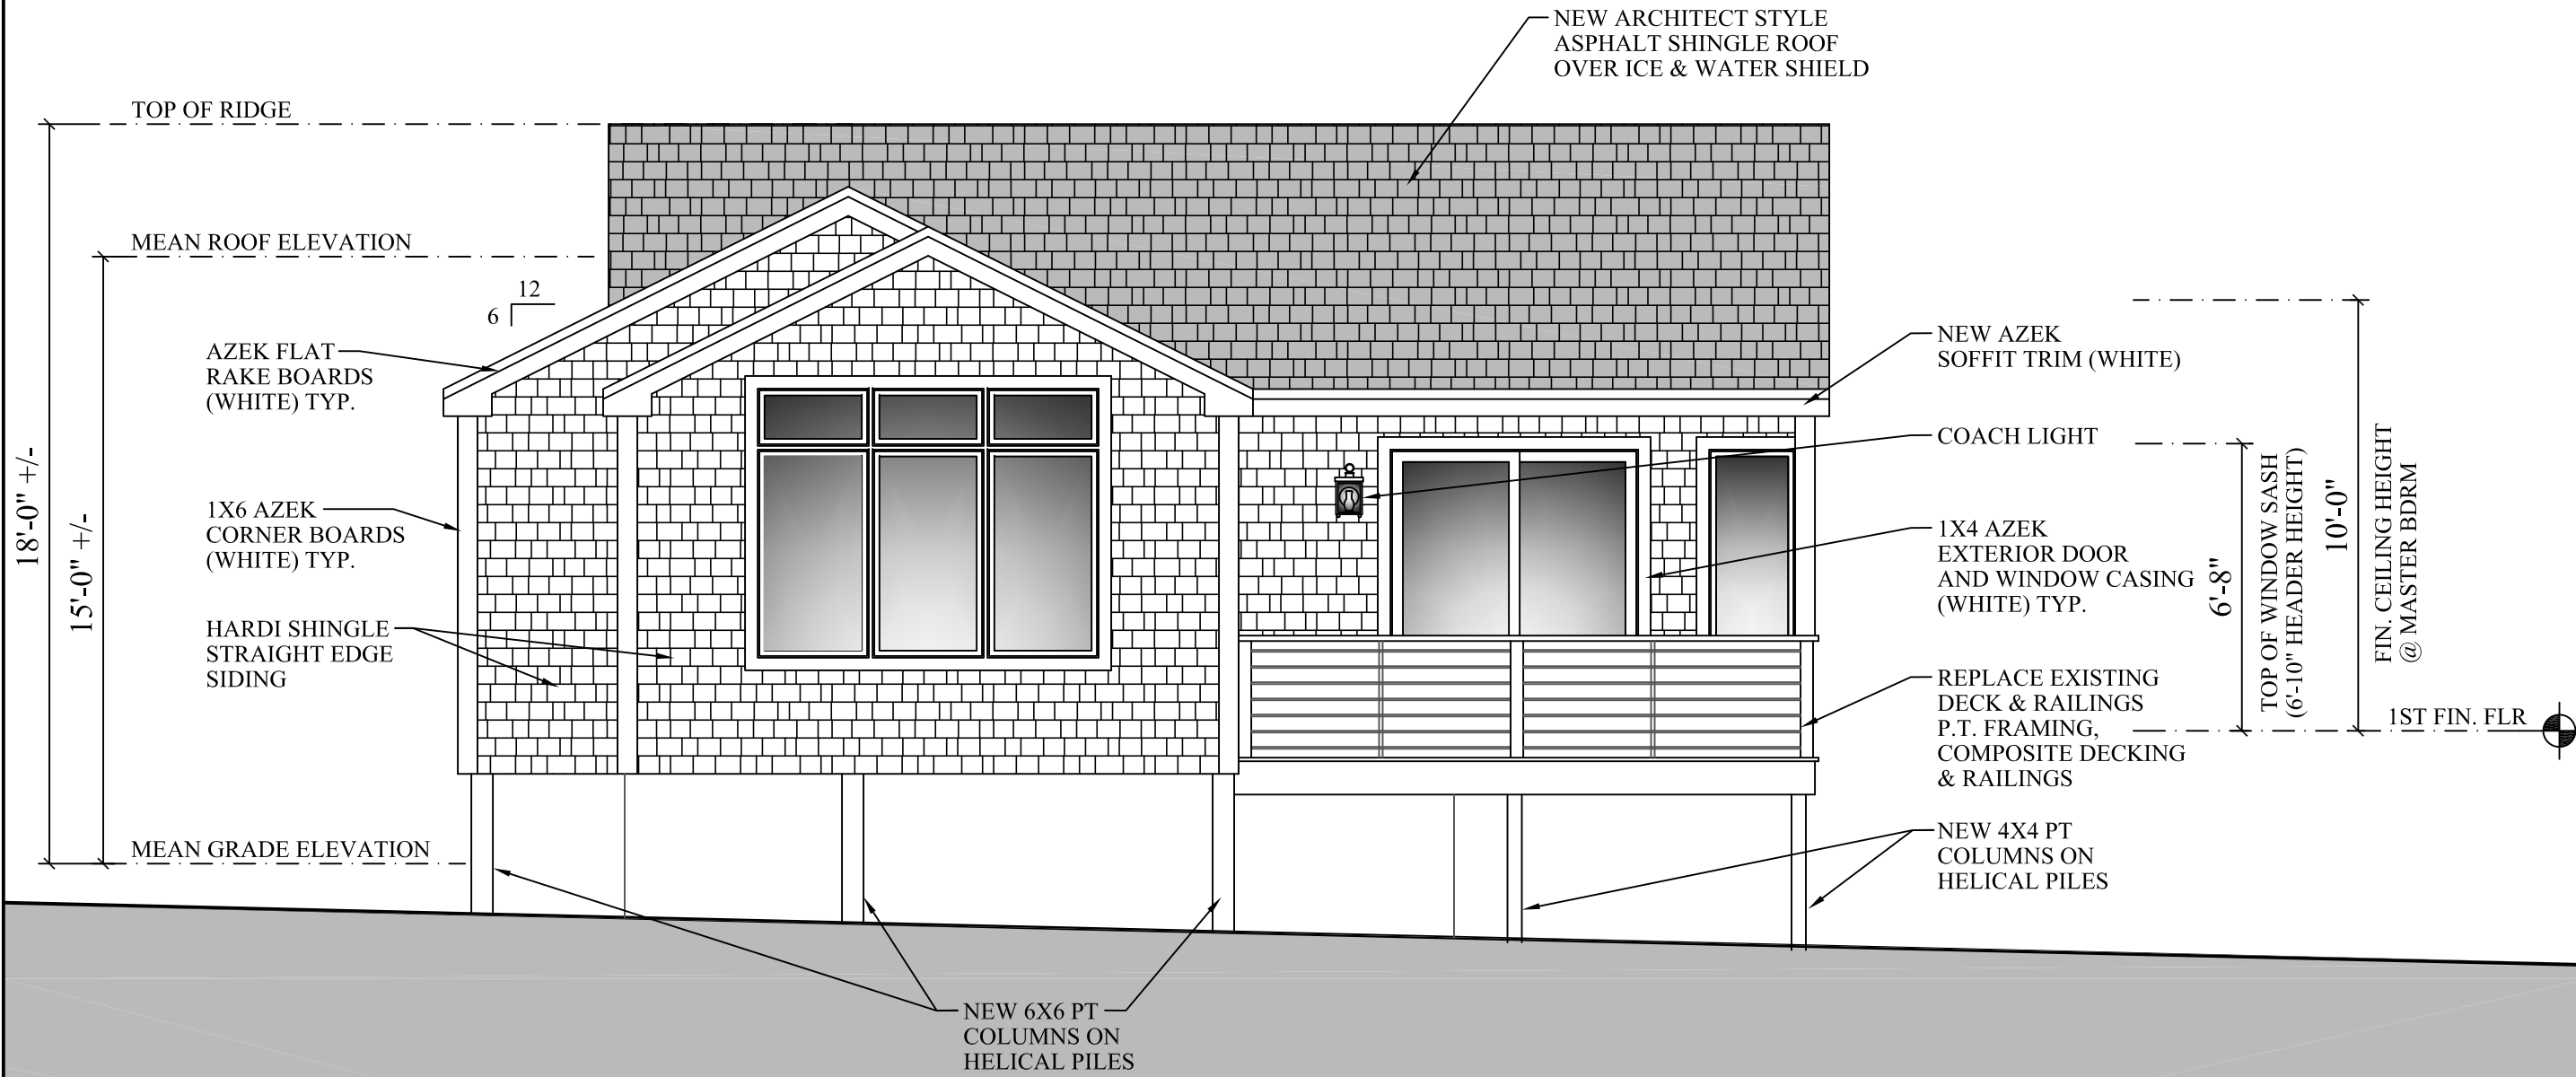 NEW ARCHITECT STYLE
ASPHALT SHINGLE ROOF
OVER ICE & WATER SHIELD
TOP OF RIDGE
MEAN ROOF ELEVATION
12
6
AZEK FLAT
RAKE BOARDS
(WHITE) TYP.
18'-0" +/-
15'-0" +/-
1X6 AZEK
CORNER BOARDS
(WHITE) TYP.
HARDI SHINGLE
STRAIGHT EDGE
SIDING
MEAN GRADE ELEVATION
NEW AZEK
SOFFIT TRIM (WHITE)
COACH LIGHT
1X4 AZEK
EXTERIOR DOOR
AND WINDOW CASING
(WHITE) TYP.
REPLACE EXISTING
DECK & RAILINGS
P.T. FRAMING,
COMPOSITE DECKING
& RAILINGS
NEW 4X4 PT
COLUMNS ON
HELICAL PILES
6'-8"
TOP OF WINDOW SASH
(6'-10" HEADER HEIGHT)
10'-0"
FIN. CEILING HEIGHT
@ MASTER BDRM
1ST FIN. FLR
NEW 6X6 PT
COLUMNS ON
HELICAL PILES